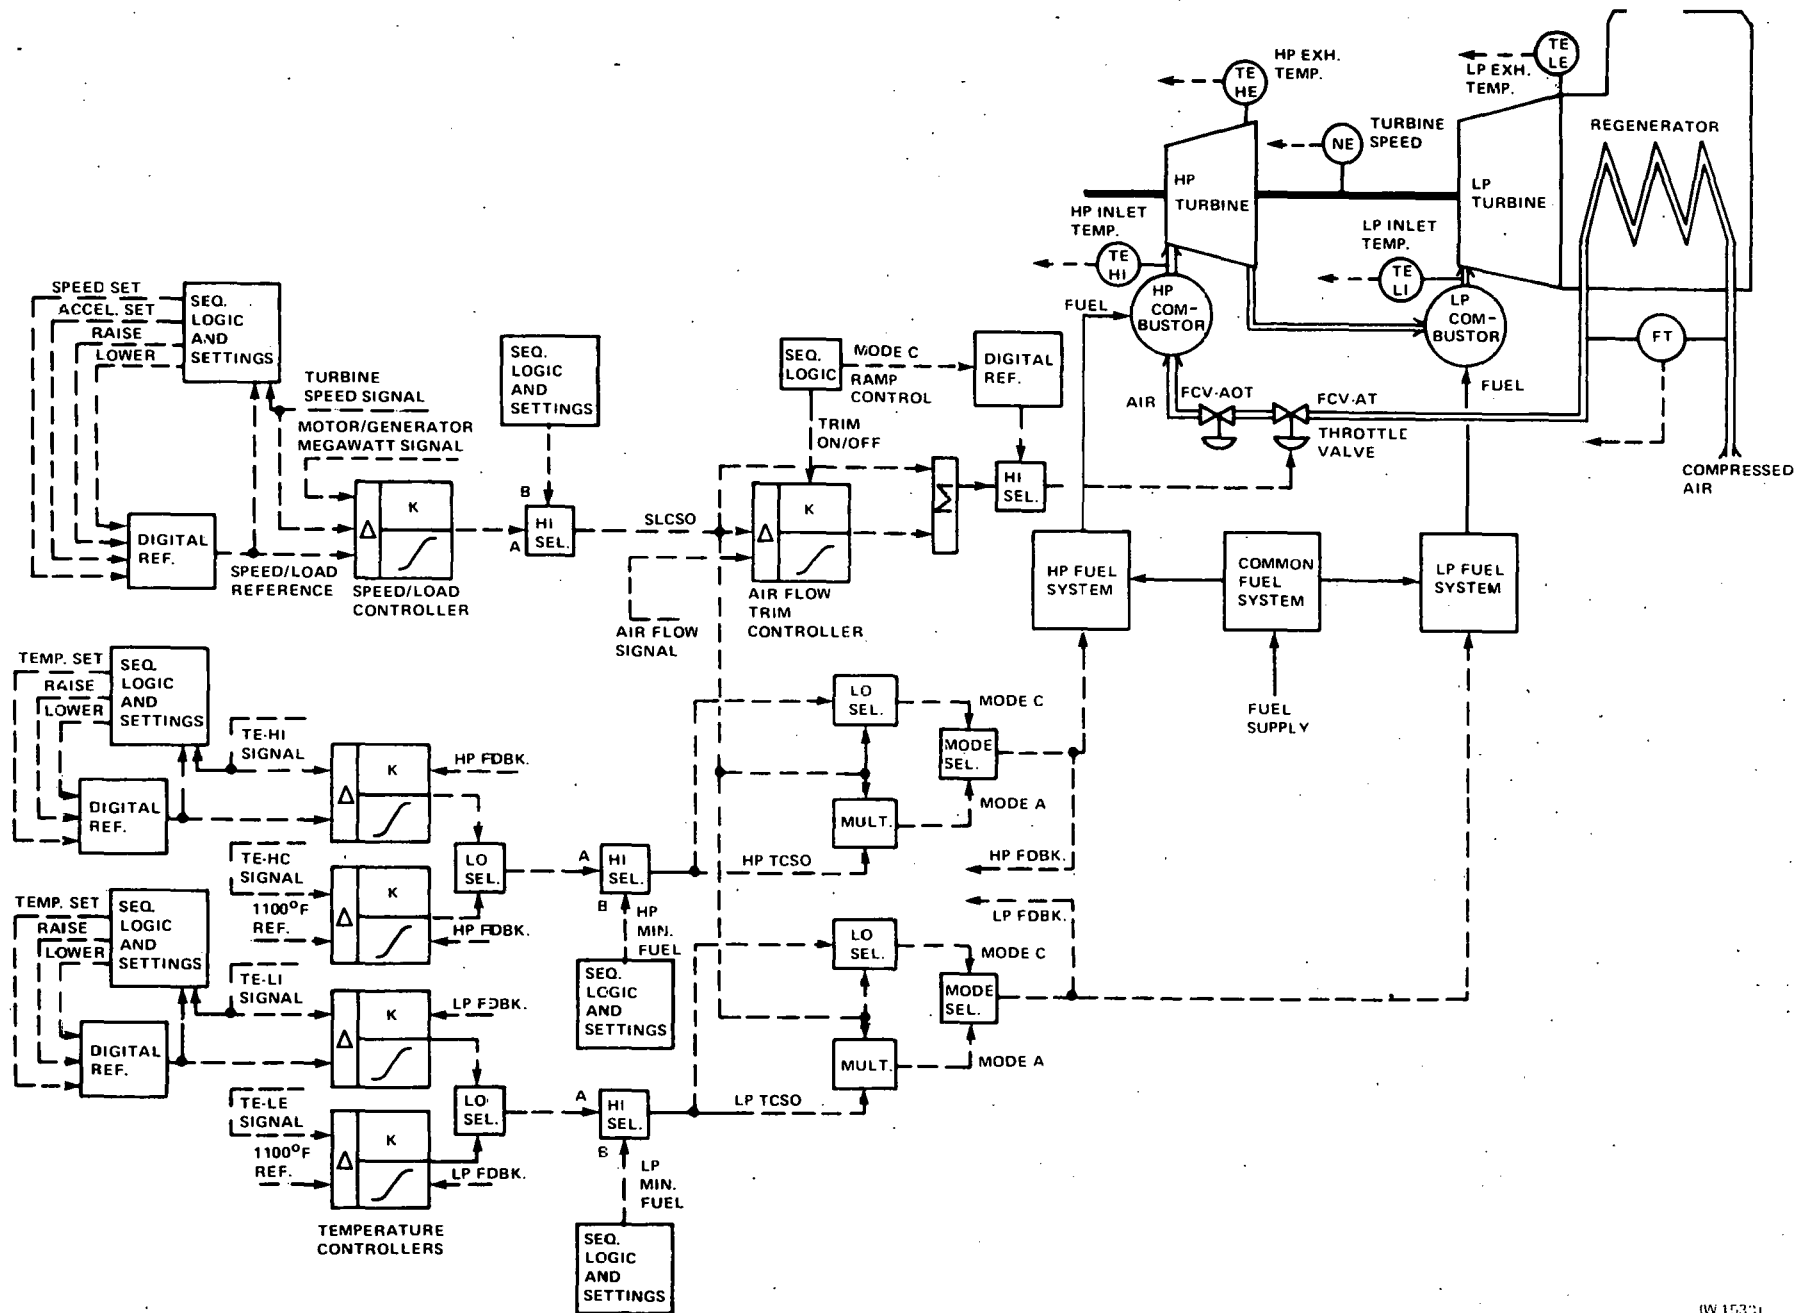 TE
HE
HP EXH.
TEMP.
TE
LE
LP EXH.
TEMP.
NE
TURBINE
SPEED
REGENERATOR
HP
TURBINE
LP
TURBINE
HP INLET
TEMP.
TE
HI
LP INLET
TEMP.
TE
LI
FUEL
HP
COM-
BUSTOR
LP
COM-
BUSTOR
FT
FUEL
AIR
FCV-AOT
FCV-AT
THROTTLE
VALVE
COMPRESSED
AIR
SPEED SET
ACCEL. SET
RAISE
LOWER
SEQ.
LOGIC
AND
SETTINGS
TURBINE
SPEED SIGNAL
MOTOR/GENERATOR
MEGAWATT SIGNAL
DIGITAL
REF.
SPEED/LOAD
REFERENCE
Δ
K
SPEED/LOAD
CONTROLLER
SEQ.
LOGIC
AND
SETTINGS
B
A
HI
SEL.
SLCSO
SEQ.
LOGIC
MODE C
RAMP
CONTROL
DIGITAL
REF.
TRIM
ON/OFF
Δ
K
AIR FLOW
TRIM
CONTROLLER
AIR FLOW
SIGNAL
Σ
HI
SEL.
HP FUEL
SYSTEM
COMMON
FUEL
SYSTEM
LP FUEL
SYSTEM
FUEL
SUPPLY
TEMP. SET
RAISE
LOWER
SEQ.
LOGIC
AND
SETTINGS
TE-HI
SIGNAL
DIGITAL
REF.
Δ
K
HP FDBK.
TE-HC
SIGNAL
1100°F
REF.
Δ
K
HP FDBK.
LO
SEL.
A
HI
SEL.
B
HP
MIN.
FUEL
SEQ.
LOGIC
AND
SETTINGS
HP TCSO
LO
SEL.
MODE C
MODE
SEL.
MODE A
MULT.
HP FDBK.
LP FDBK.
TEMP. SET
RAISE
LOWER
SEQ.
LOGIC
AND
SETTINGS
TE-LI
SIGNAL
DIGITAL
REF.
Δ
K
LP FDBK.
TE-LE
SIGNAL
1100°F
REF.
Δ
K
LP FDBK.
TEMPERATURE
CONTROLLERS
LO
SEL.
A
HI
SEL.
B
LP
MIN.
FUEL
SEQ.
LOGIC
AND
SETTINGS
LP TCSO
LO
SEL.
MODE C
MODE
SEL.
MODE A
MULT.